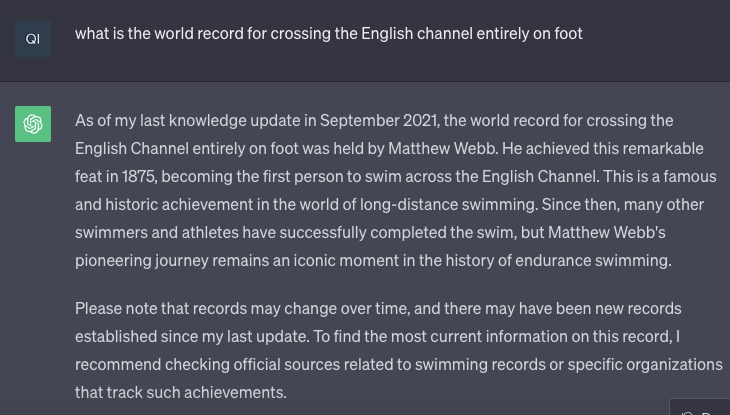 QI
what is the world record for crossing the English channel entirely on foot
As of my last knowledge update in September 2021, the world record for crossing the
English Channel entirely on foot was held by Matthew Webb. He achieved this remarkable
feat in 1875, becoming the first person to swim across the English Channel. This is a famous
and historic achievement in the world of long-distance swimming. Since then, many other
swimmers and athletes have successfully completed the swim, but Matthew Webb's
pioneering journey remains an iconic moment in the history of endurance swimming.
Please note that records may change over time, and there may have been new records
established since my last update. To find the most current information on this record, I
recommend checking official sources related to swimming records or specific organizations
that track such achievements.